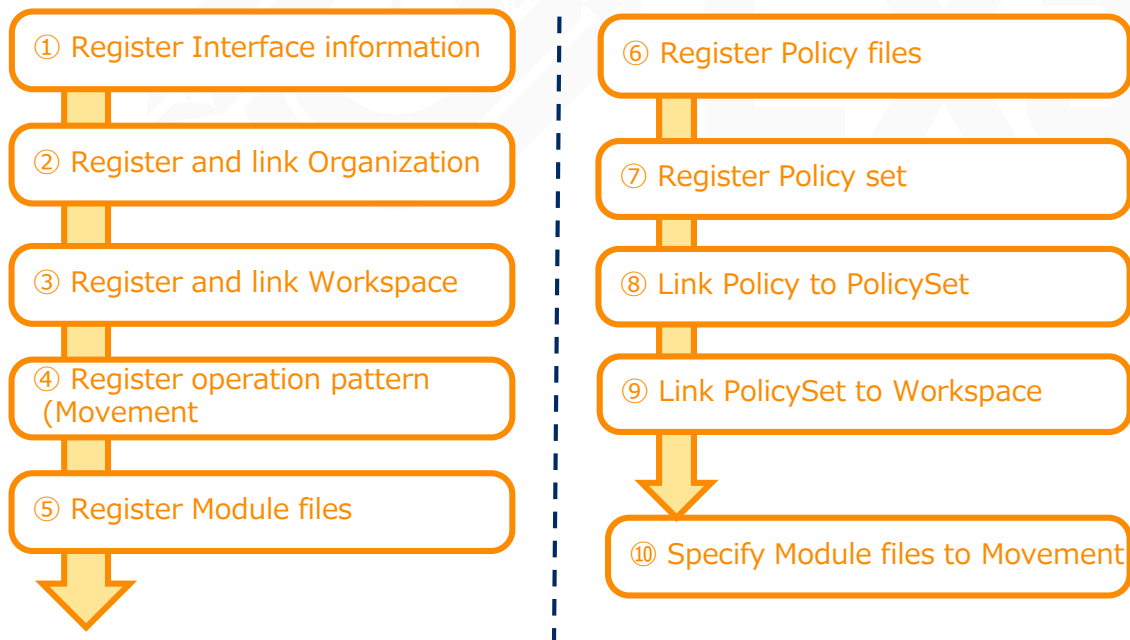 ① Register Interface information
② Register and link Organization
③ Register and link Workspace
④ Register operation pattern
(Movement
⑤ Register Module files
⑥ Register Policy files
⑦ Register Policy set
⑧ Link Policy to PolicySet
⑨ Link PolicySet to Workspace
⑩ Specify Module files to Movement